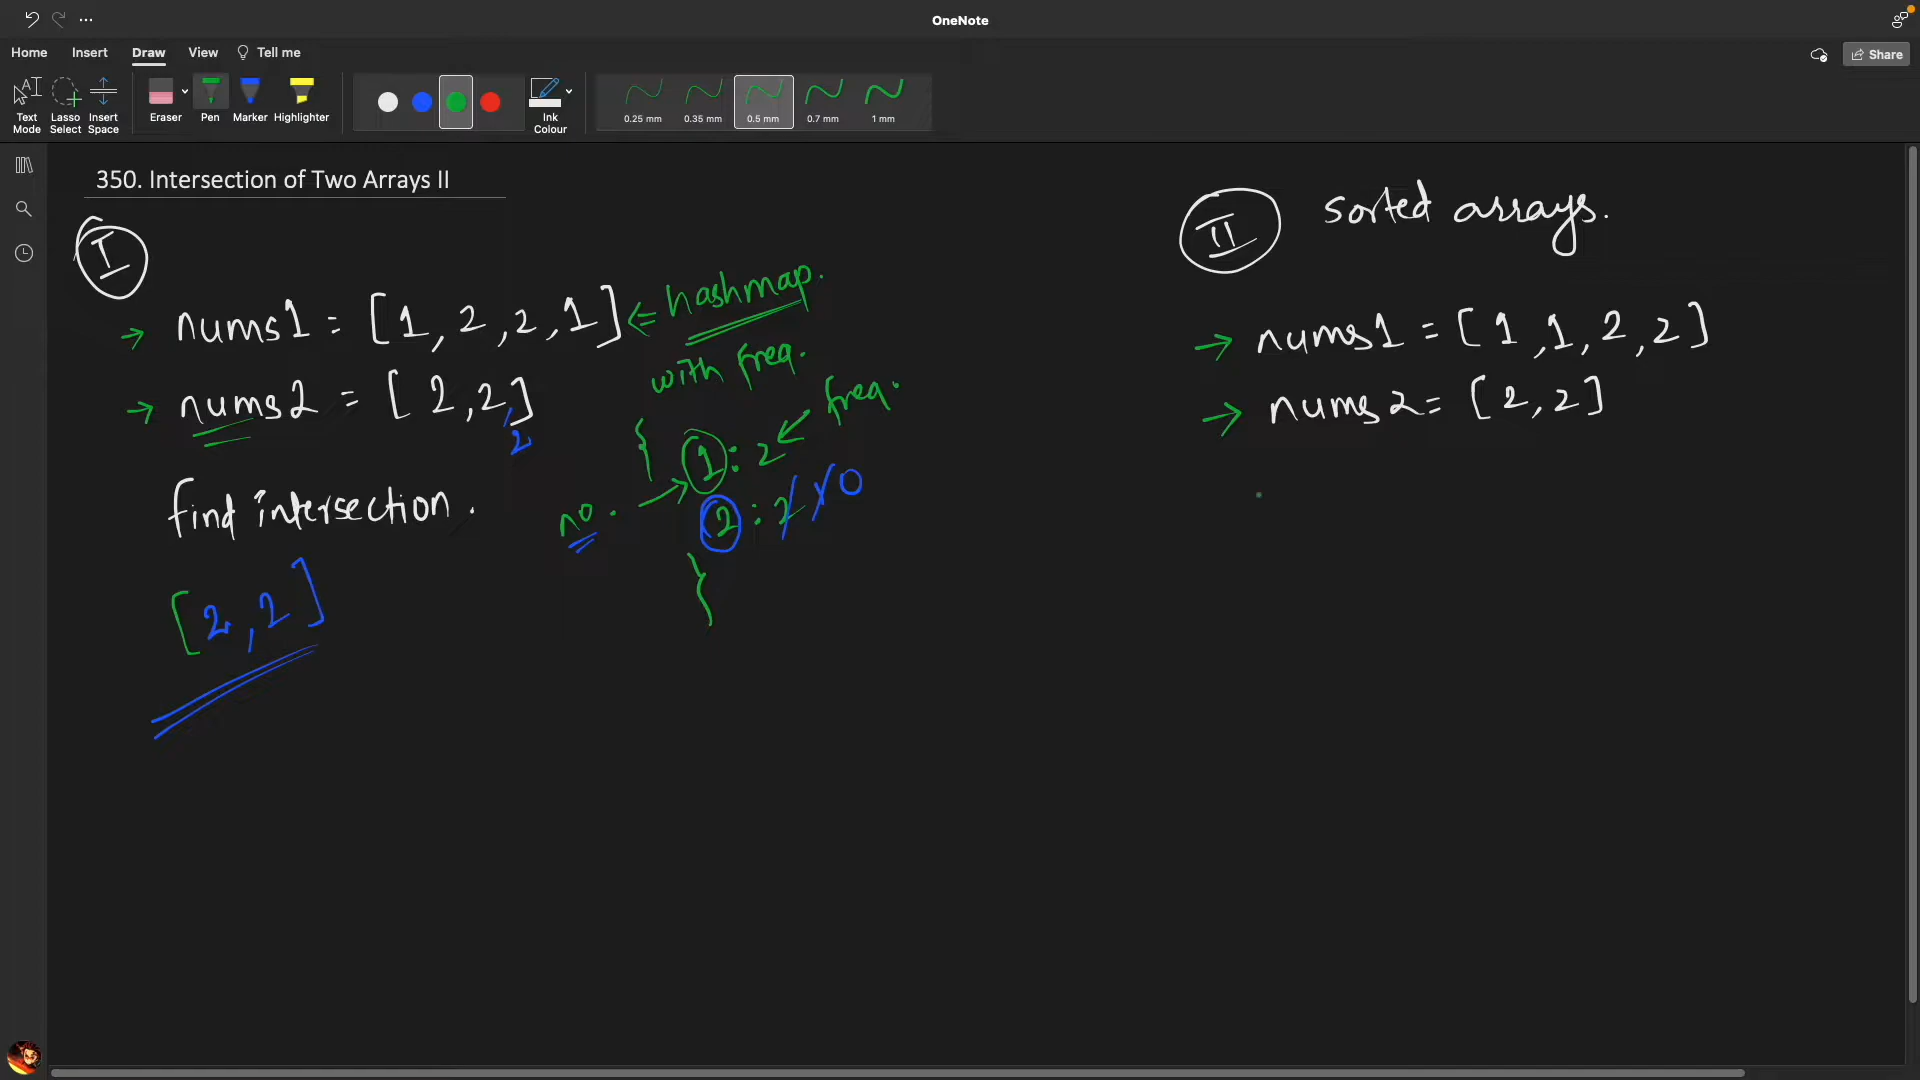 OneNote
Home Insert Draw View Tell me
Share
Text Mode
Lasso Select
Insert Space
Eraser
Pen
Marker
Highlighter
Ink Colour
0.25 mm
0.35 mm
0.5 mm
0.7 mm
1 mm
350. Intersection of Two Arrays II
I
nums1 = [1, 2, 2, 1] ⇐ hashmap.
with freq.
→ nums2 = [2,2]
2
{ 1 : 2 ← freq.
no. → 2 : 2 1 0
}
find intersection.
[2,2]
II sorted arrays.
→ nums1 = [1,1,2,2]
→ nums2 = [2,2]